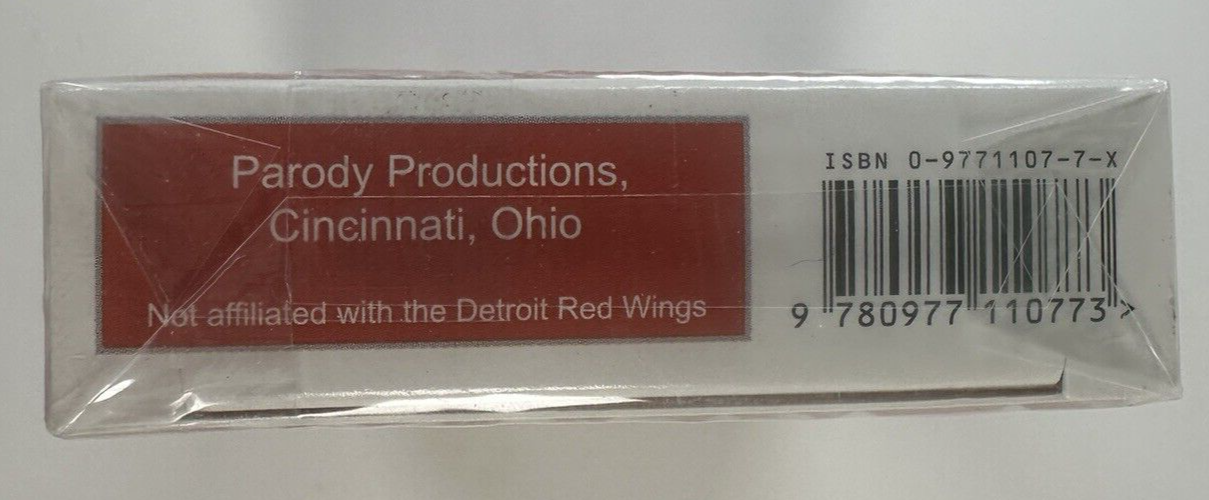 Parody Productions,
Cincinnati, Ohio
Not affiliated with the Detroit Red Wings
ISBN 0-9771107-7-X
9 780977 110773 >